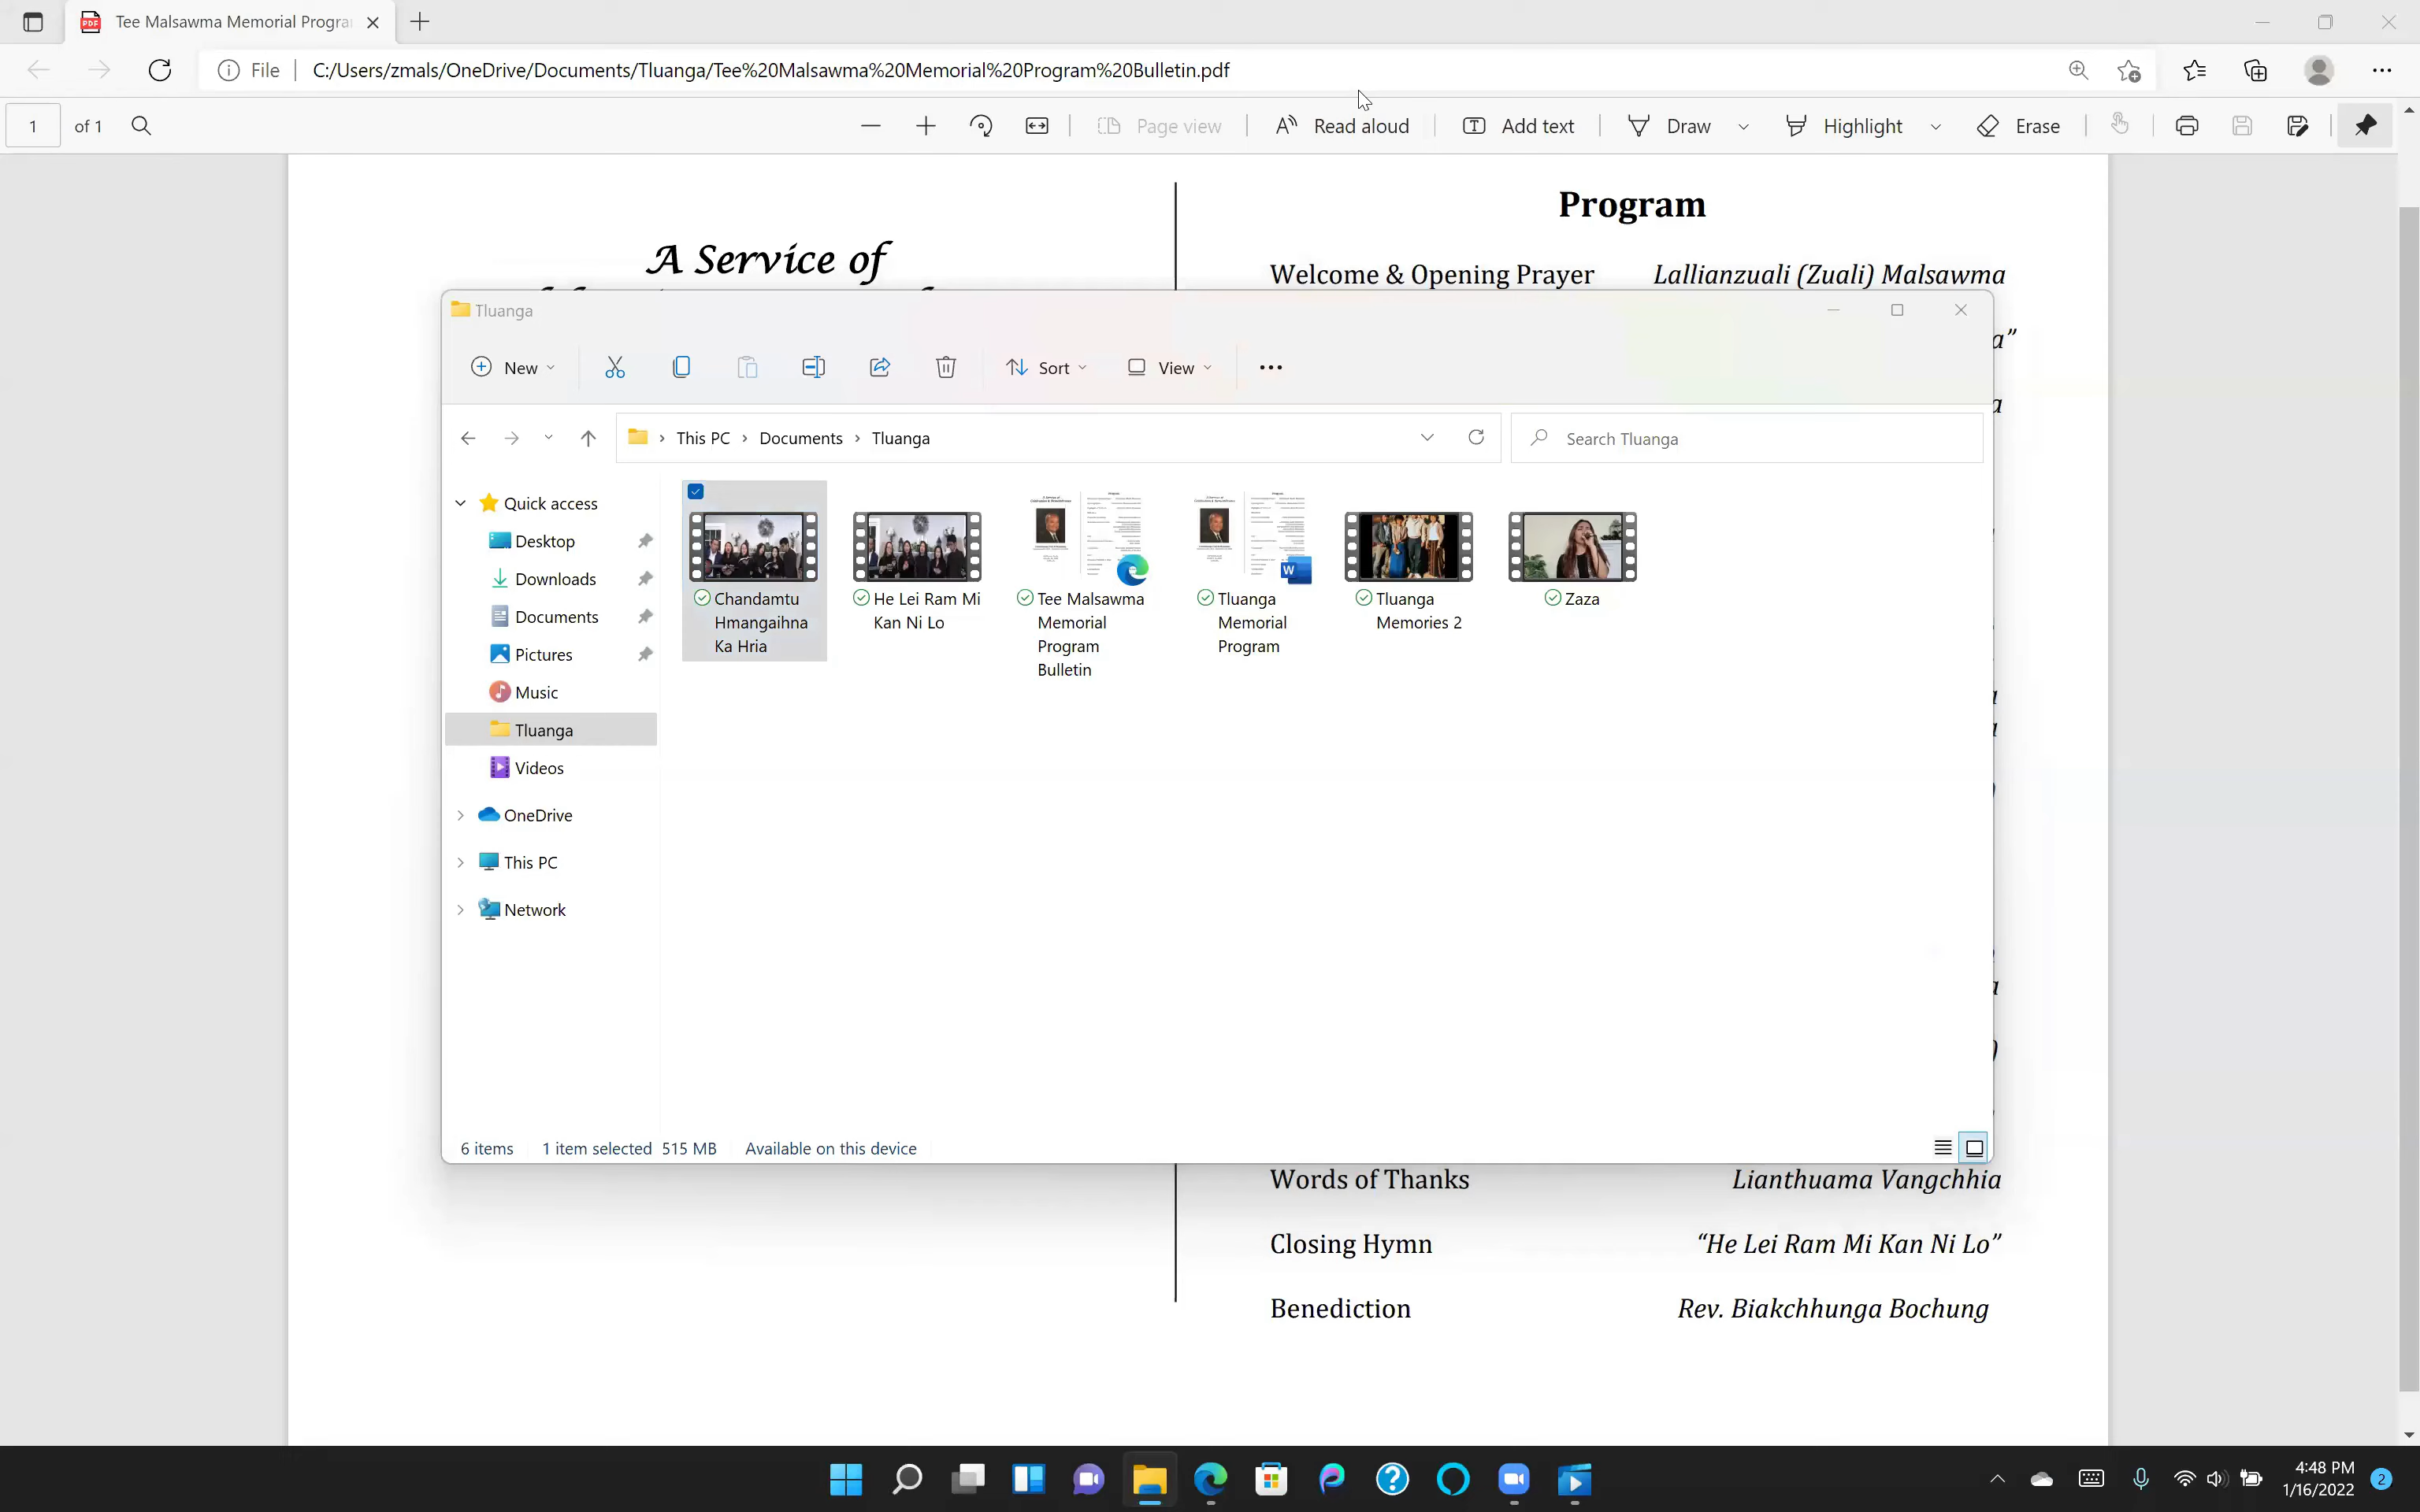 Tee Malsawma Memorial Progra
File
C:/Users/zmals/OneDrive/Documents/Tluanga/Tee%20Malsawma%20Memorial%20Program%20Bulletin.pdf
1 of 1
Page view
Read aloud
Add text
Draw
Highlight
Erase
A Service of
Program
Welcome & Opening Prayer Lallianzuali (Zuali) Malsawma
Tluanga
New
Sort
View
This PC > Documents > Tluanga
Search Tluanga
Quick access
Desktop
Downloads
Documents
Pictures
Music
Tluanga
Videos
OneDrive
This PC
Network
Chandamtu
Hmangaihna
Ka Hria
He Lei Ram Mi
Kan Ni Lo
Tee Malsawma
Memorial
Program
Bulletin
Tluanga
Memorial
Program
Tluanga
Memories 2
Zaza
6 items 1 item selected 515 MB Available on this device
Words of Thanks Lianthuama Vangchhia
Closing Hymn “He Lei Ram Mi Kan Ni Lo”
Benediction Rev. Biakchhunga Bochung
4:48 PM
1/16/2022
2